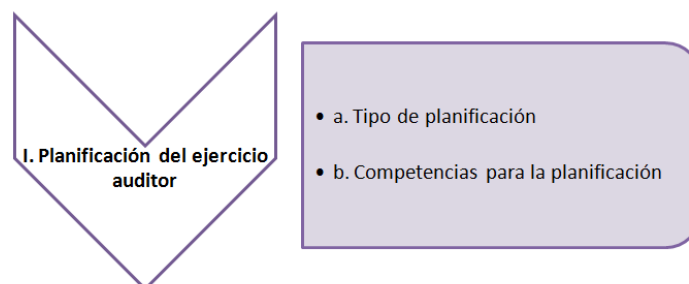 I. Planificación del ejercicio
auditor
• a. Tipo de planificación
• b. Competencias para la planificación